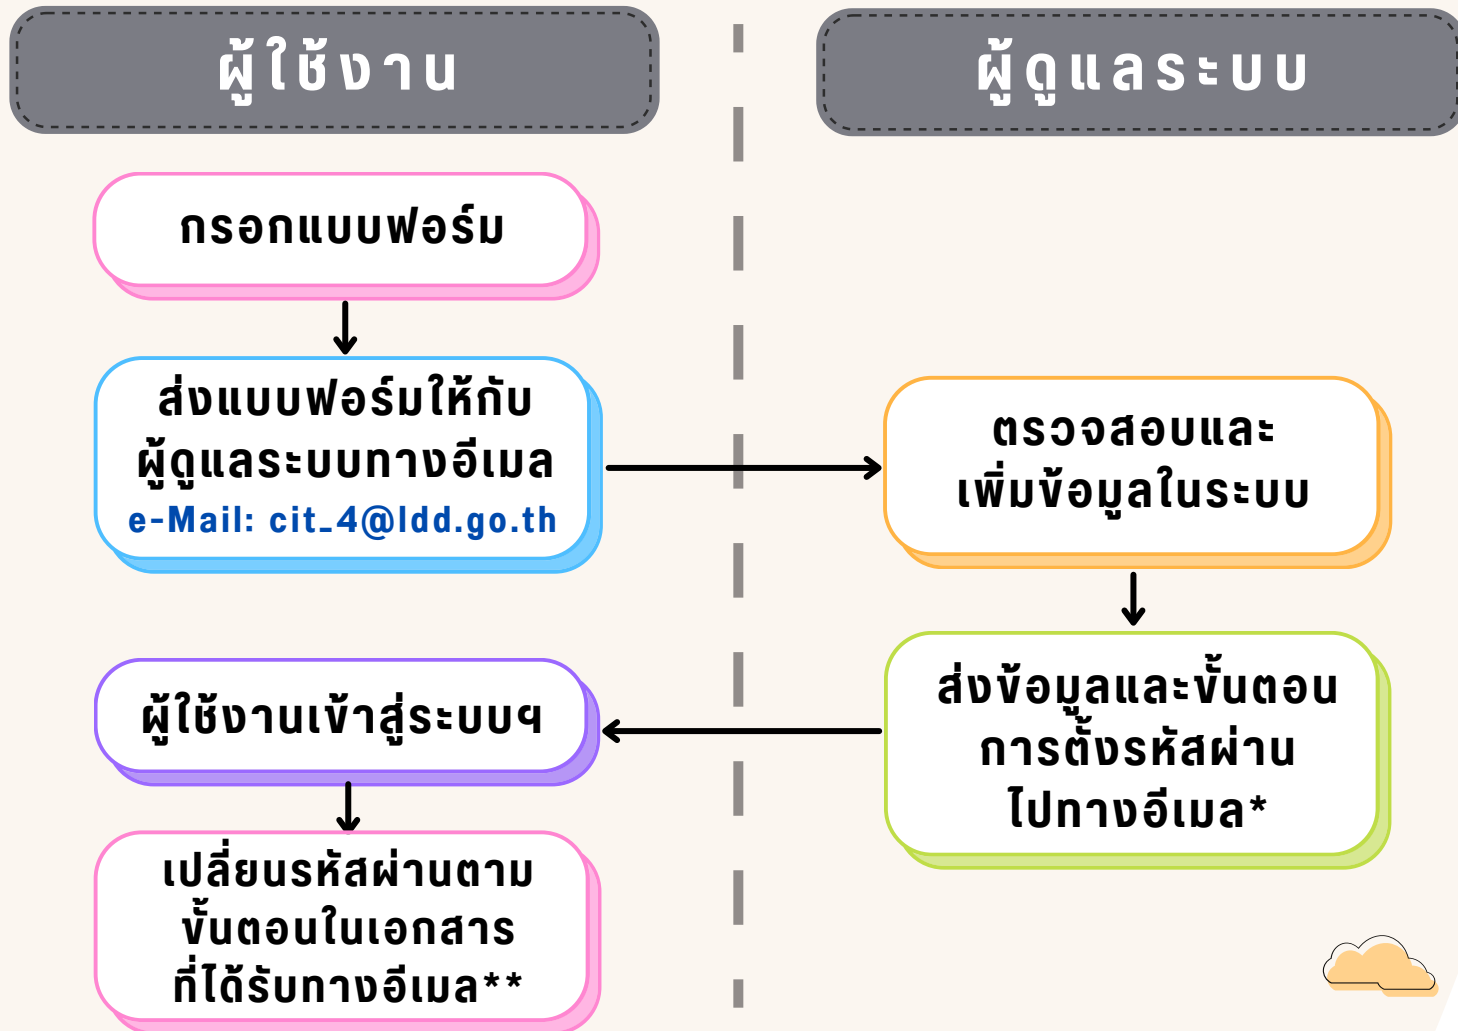 ผู้ใช้งาน
ผู้ดูแลระบบ
กรอกแบบฟอร์ม
ส่งแบบฟอร์มให้กับ
ผู้ดูแลระบบทางอีเมล
e-Mail: cit_4@ldd.go.th
ตรวจสอบและ
เพิ่มข้อมูลในระบบ
ส่งข้อมูลและขั้นตอน
การตั้งรหัสผ่าน
ไปทางอีเมล*
ผู้ใช้งานเข้าสู่ระบบฯ
เปลี่ยนรหัสผ่านตาม
ขั้นตอนในเอกสาร
ที่ได้รับทางอีเมล**